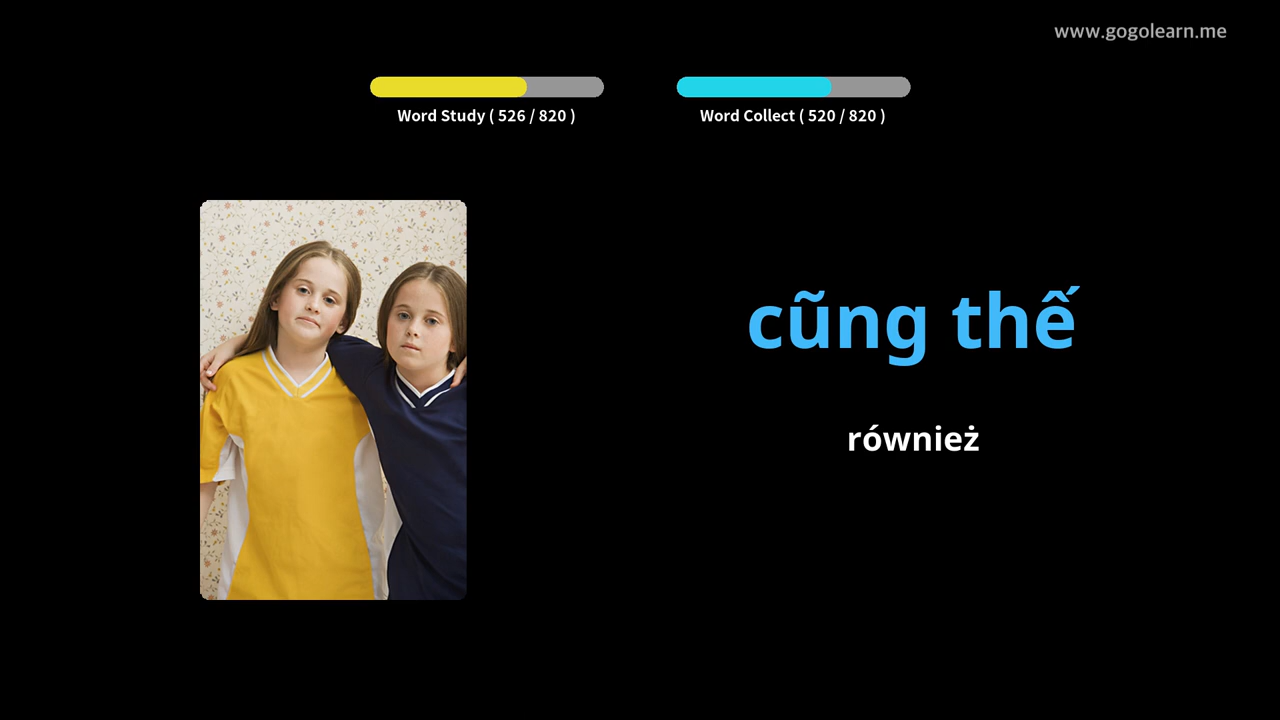 www.gogolearn.me
Word Study ( 526 / 820 )
Word Collect ( 520 / 820 )
cũng thế
również